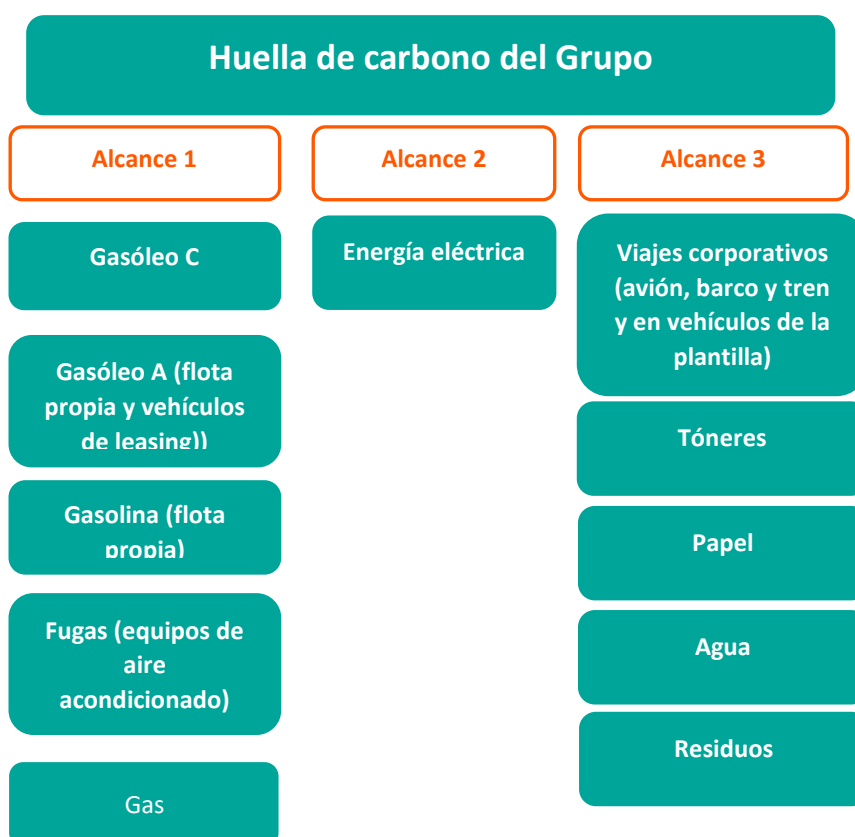 Huella de carbono del Grupo
Alcance 1
Alcance 2
Alcance 3
Gasóleo C
Gasóleo A (flota
propia y vehículos
de leasing))
Gasolina (flota
propia)
Fugas (equipos de
aire
acondicionado)
Gas
Energía eléctrica
Viajes corporativos
(avión, barco y tren
y en vehículos de la
plantilla)
Tóneres
Papel
Agua
Residuos